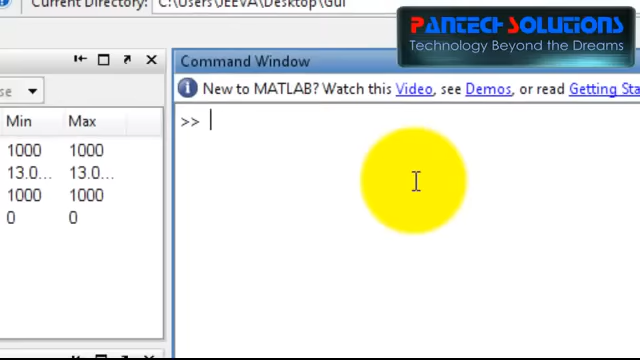 Current Directory: C:\Users\JEEVA\Desktop\Gui
PANTECH SOLUTIONS
Technology Beyond the Dreams
Command Window
New to MATLAB? Watch this Video, see Demos, or read Getting Sta
se
Min Max
>>
1000 1000
13.0... 13.0...
1000 1000
0 0